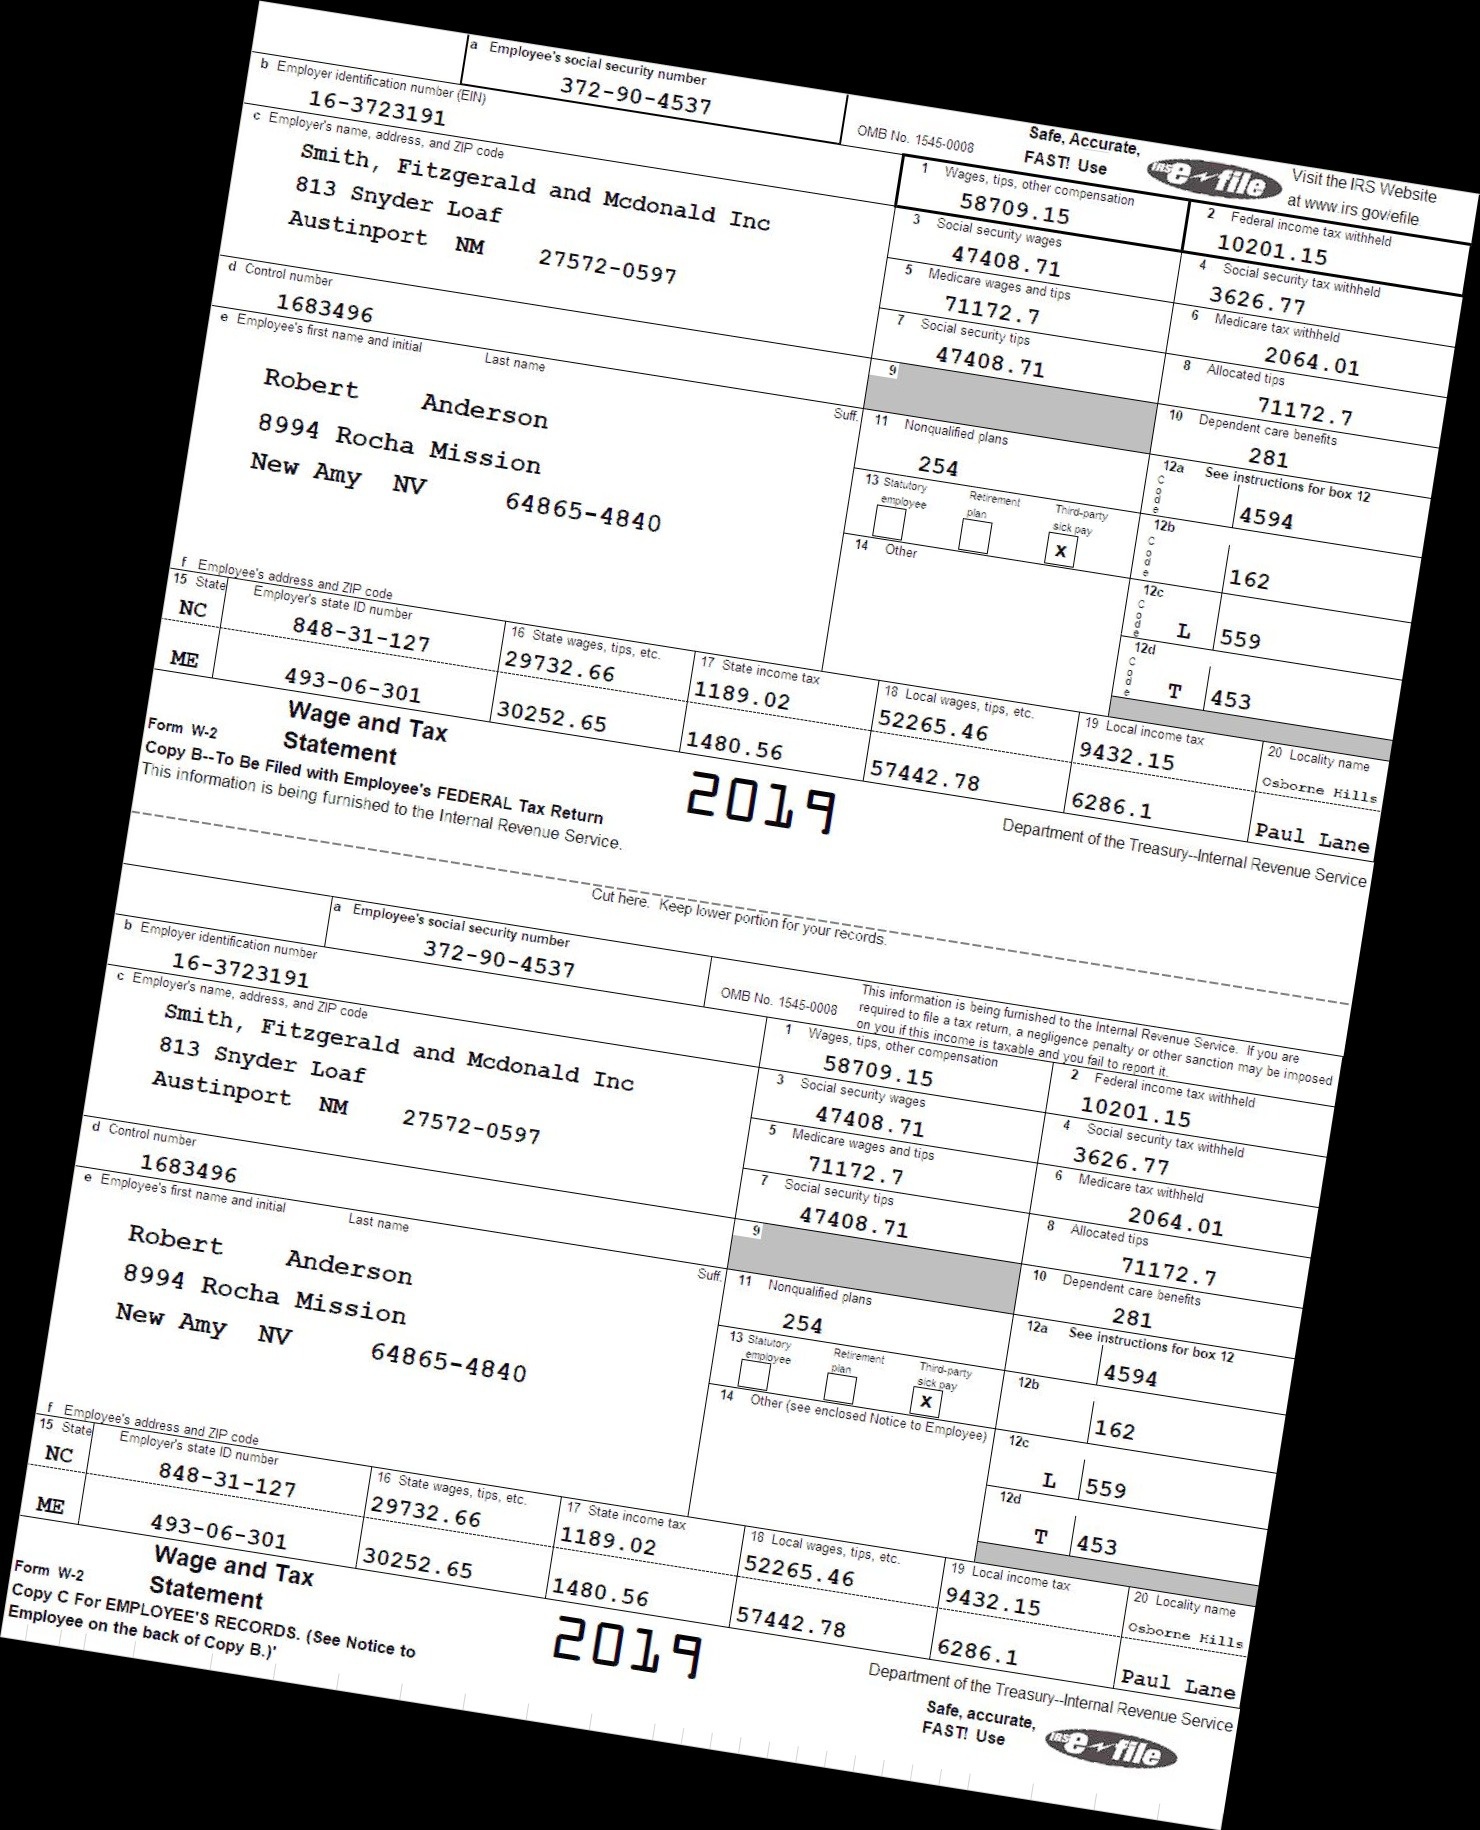 a Employee's social security number
372-90-4537
OMB No. 1545-0008
Safe, Accurate,
FAST! Use
IRS e-file
Visit the IRS Website
at www.irs.gov/efile.
b Employer identification number (EIN)
16-3723191
c Employer's name, address, and ZIP code
Smith, Fitzgerald and Mcdonald Inc
813 Snyder Loaf
Austinport NM 27572-0597
1 Wages, tips, other compensation
58709.15
2 Federal income tax withheld
10201.15
3 Social security wages
47408.71
4 Social security tax withheld
3626.77
5 Medicare wages and tips
71172.7
6 Medicare tax withheld
2064.01
d Control number
1683496
7 Social security tips
47408.71
8 Allocated tips
71172.7
e Employee's first name and initial Last name
Suff.
Robert Anderson
8994 Rocha Mission
New Amy NV 64865-4840
9
10 Dependent care benefits
281
11 Nonqualified plans
254
12a See instructions for box 12
Code
4594
13 Statutory employee
Retirement plan
Third-party sick pay
X
12b
Code
162
14 Other
12c
Code
L 559
12d
Code
T 453
f Employee's address and ZIP code
15 State Employer's state ID number
NC 848-31-127
ME 493-06-301
16 State wages, tips, etc.
29732.66
30252.65
17 State income tax
1189.02
1480.56
18 Local wages, tips, etc.
52265.46
57442.78
19 Local income tax
9432.15
6286.1
20 Locality name
Osborne Hills
Paul Lane
Form W-2
Wage and Tax
Statement
2019
Department of the Treasury--Internal Revenue Service
Copy B--To Be Filed with Employee's FEDERAL Tax Return
This information is being furnished to the Internal Revenue Service.
Cut here. Keep lower portion for your records.
a Employee's social security number
372-90-4537
OMB No. 1545-0008
This information is being furnished to the Internal Revenue Service. If you are
required to file a tax return, a negligence penalty or other sanction may be imposed
on you if this income is taxable and you fail to report it.
b Employer identification number
16-3723191
c Employer's name, address, and ZIP code
Smith, Fitzgerald and Mcdonald Inc
813 Snyder Loaf
Austinport NM 27572-0597
1 Wages, tips, other compensation
58709.15
2 Federal income tax withheld
10201.15
3 Social security wages
47408.71
4 Social security tax withheld
3626.77
5 Medicare wages and tips
71172.7
6 Medicare tax withheld
2064.01
d Control number
1683496
7 Social security tips
47408.71
8 Allocated tips
71172.7
e Employee's first name and initial Last name
Suff.
Robert Anderson
8994 Rocha Mission
New Amy NV 64865-4840
9
10 Dependent care benefits
281
11 Nonqualified plans
254
12a See instructions for box 12
4594
13 Statutory employee
Retirement plan
Third-party sick pay
X
12b
162
14 Other (see enclosed Notice to Employee)
12c
L 559
12d
T 453
f Employee's address and ZIP code
15 State Employer's state ID number
NC 848-31-127
ME 493-06-301
16 State wages, tips, etc.
29732.66
30252.65
17 State income tax
1189.02
1480.56
18 Local wages, tips, etc.
52265.46
57442.78
19 Local income tax
9432.15
6286.1
20 Locality name
Osborne Hills
Paul Lane
Form W-2
Wage and Tax
Statement
2019
Department of the Treasury--Internal Revenue Service
Copy C For EMPLOYEE'S RECORDS. (See Notice to
Employee on the back of Copy B.)'
Safe, accurate,
FAST! Use
IRS e-file